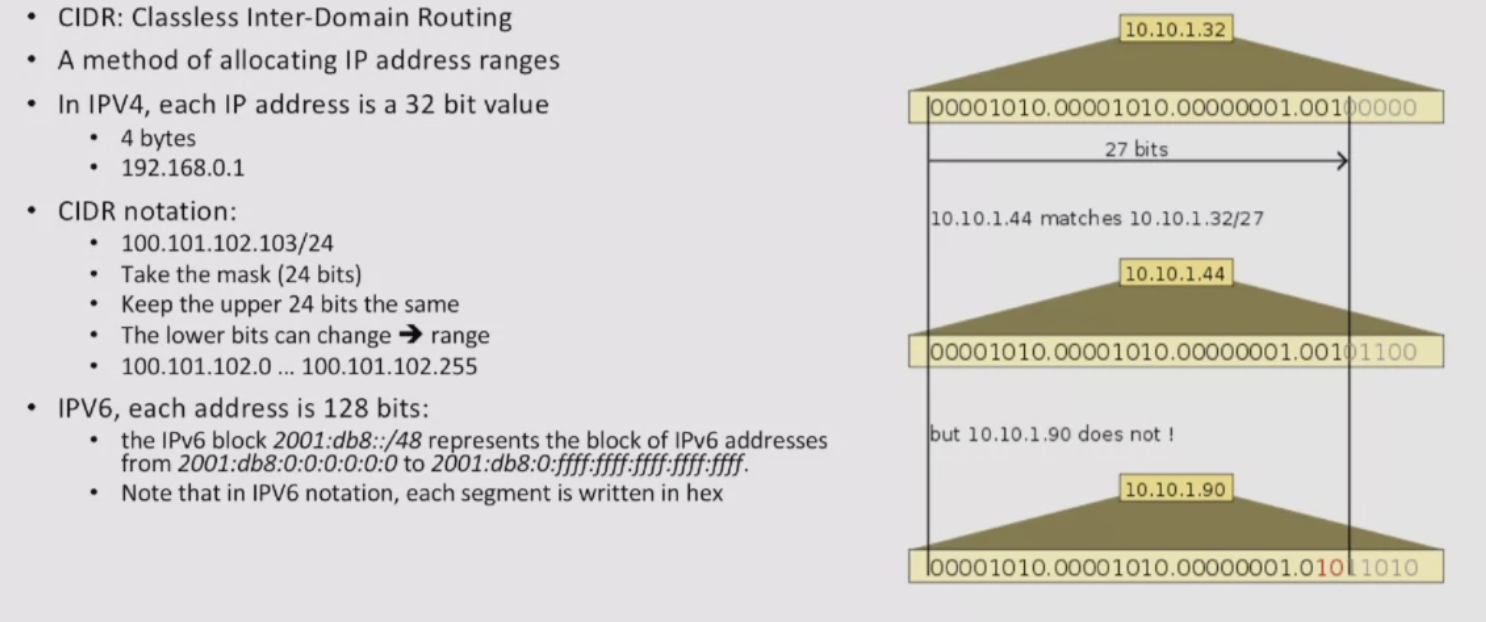 • CIDR: Classless Inter-Domain Routing
• A method of allocating IP address ranges
• In IPV4, each IP address is a 32 bit value
• 4 bytes
• 192.168.0.1
• CIDR notation:
• 100.101.102.103/24
• Take the mask (24 bits)
• Keep the upper 24 bits the same
• The lower bits can change ➔ range
• 100.101.102.0 ... 100.101.102.255
• IPV6, each address is 128 bits:
• the IPv6 block 2001:db8::/48 represents the block of IPv6 addresses
from 2001:db8:0:0:0:0:0:0 to 2001:db8:0:ffff:ffff:ffff:ffff:ffff.
• Note that in IPV6 notation, each segment is written in hex
10.10.1.32
00001010.00001010.00000001.00100000
27 bits
10.10.1.44 matches 10.10.1.32/27
10.10.1.44
00001010.00001010.00000001.00101100
but 10.10.1.90 does not !
10.10.1.90
00001010.00001010.00000001.01011010